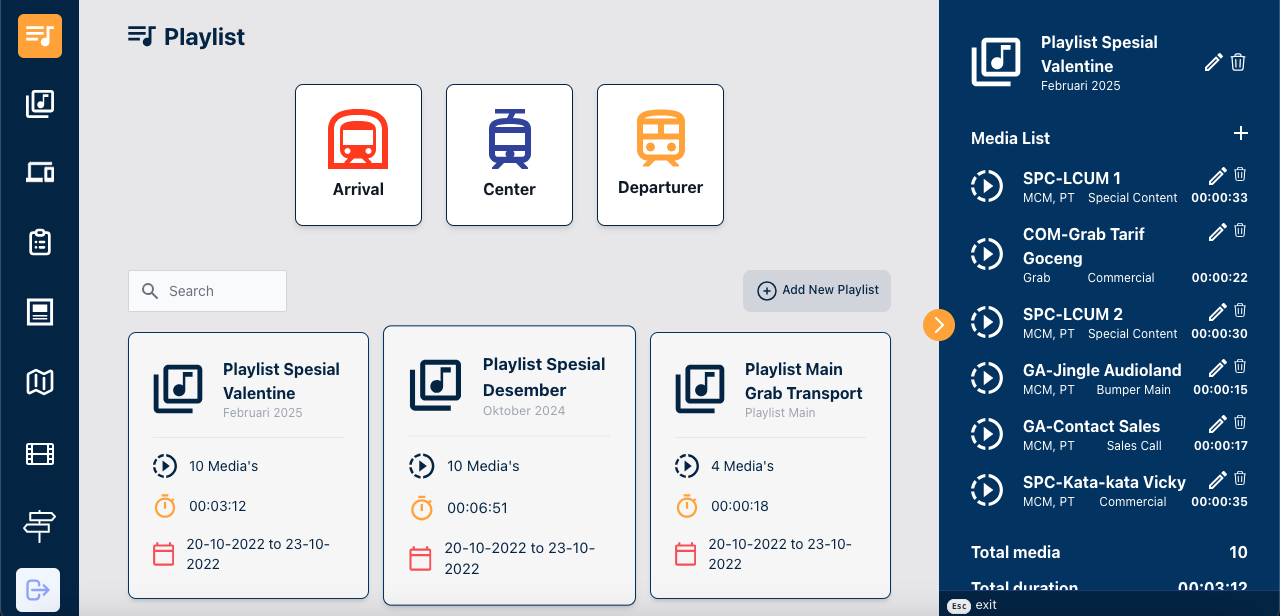 Playlist
Arrival
Center
Departurer
Search
Add New Playlist
Playlist Spesial
Valentine
Februari 2025
10 Media's
00:03:12
20-10-2022 to 23-10-
2022
Playlist Spesial
Desember
Oktober 2024
10 Media's
00:06:51
20-10-2022 to 23-10-
2022
Playlist Main
Grab Transport
Playlist Main
4 Media's
00:00:18
20-10-2022 to 23-10-
2022
Playlist Spesial
Valentine
Februari 2025
Media List
SPC-LCUM 1
MCM, PT Special Content 00:00:33
COM-Grab Tarif
Goceng
Grab Commercial 00:00:22
SPC-LCUM 2
MCM, PT Special Content 00:00:30
GA-Jingle Audioland
MCM, PT Bumper Main 00:00:15
GA-Contact Sales
MCM, PT Sales Call 00:00:17
SPC-Kata-kata Vicky
MCM, PT Commercial 00:00:35
Total media 10
Total duration 00:03:12
Esc exit